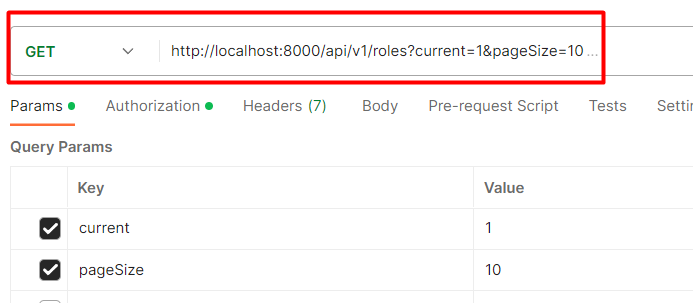 GET http://localhost:8000/api/v1/roles?current=1&pageSize=10 ...
Params Authorization Headers (7) Body Pre-request Script Tests Setti
Query Params
Key Value
current 1
pageSize 10